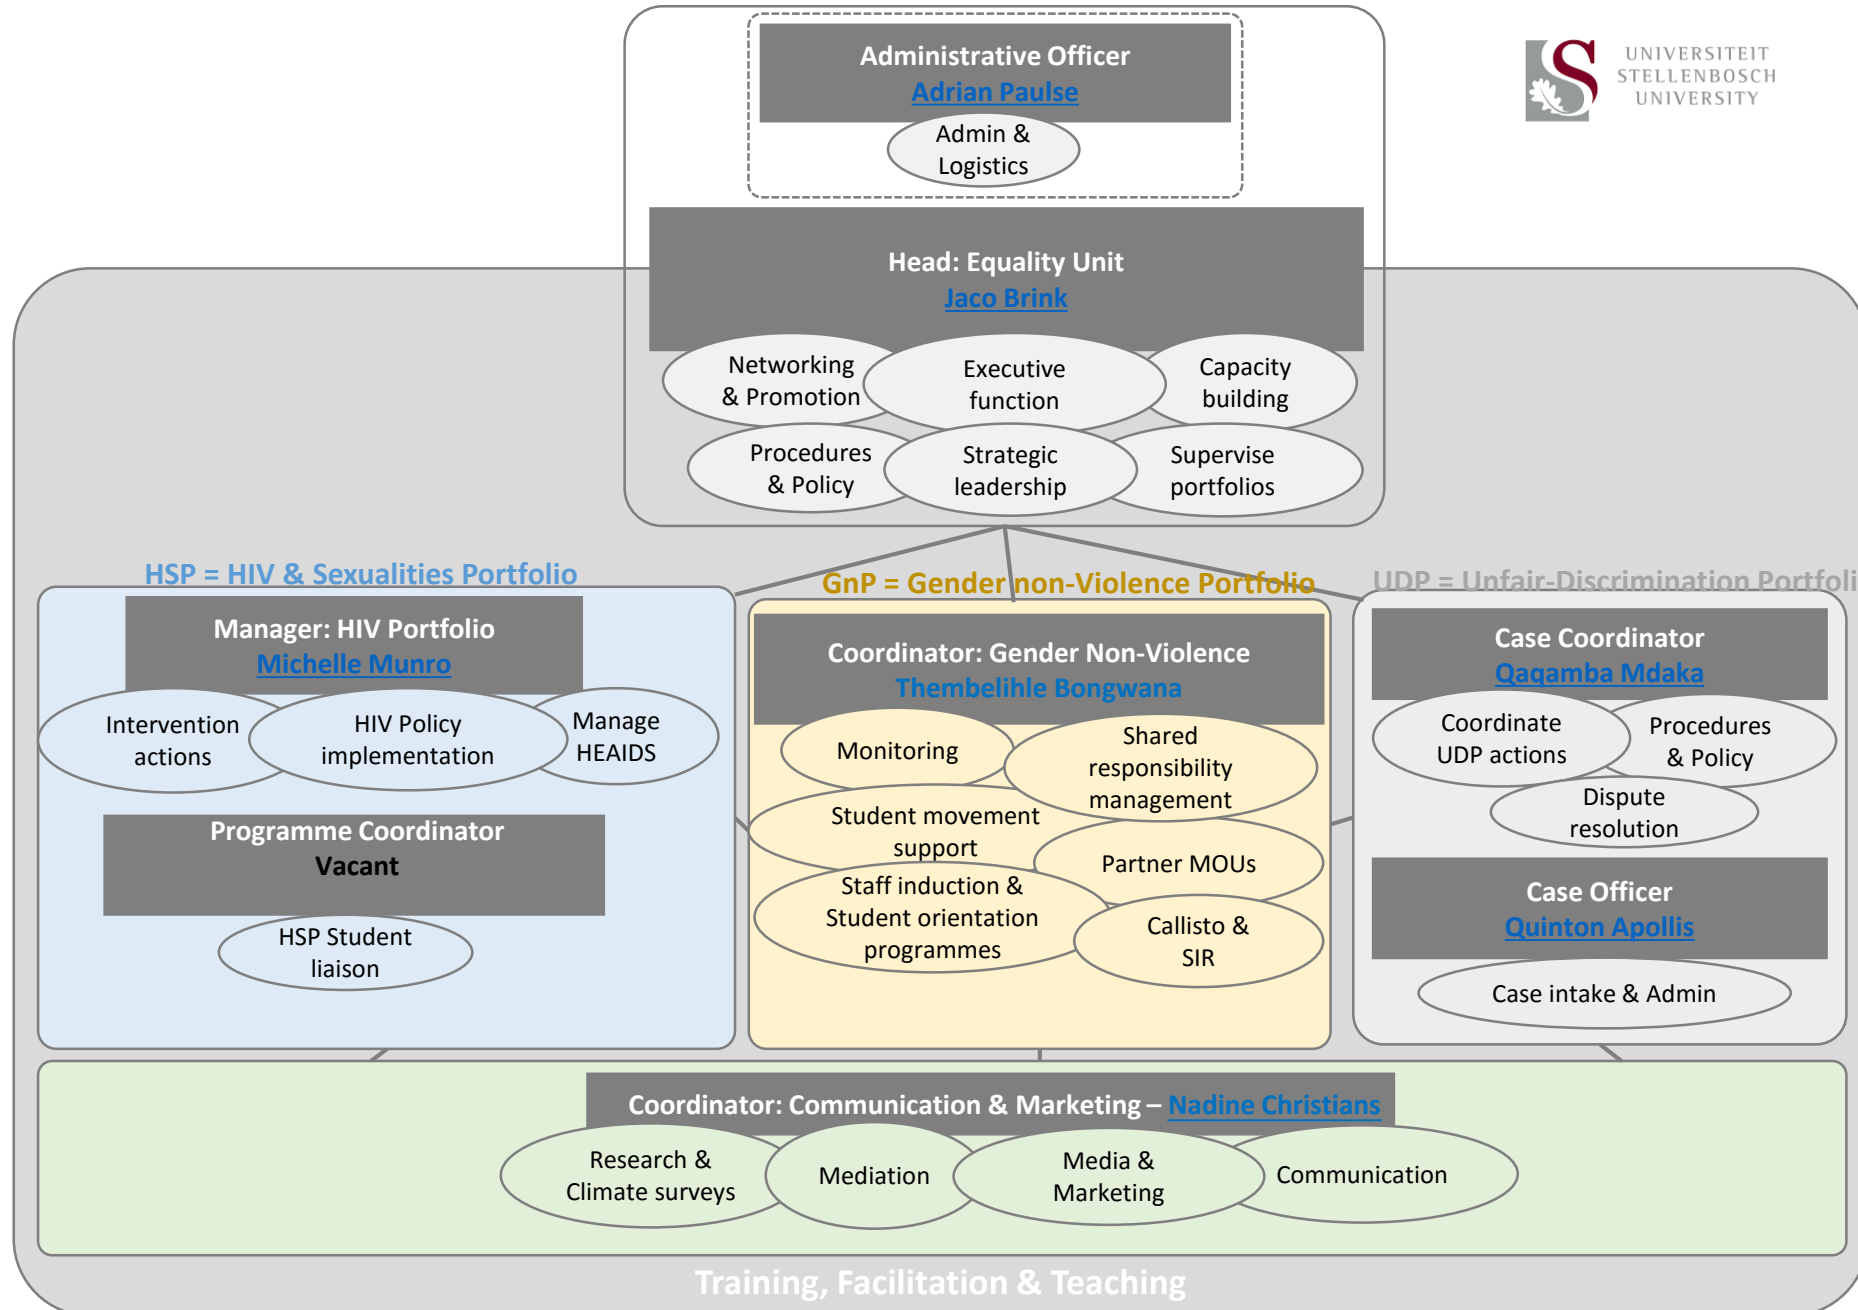 Administrative Officer
Adrian Paulse
Admin &
Logistics
UNIVERSITEIT
STELLENBOSCH
UNIVERSITY
Head: Equality Unit
Jaco Brink
Networking
& Promotion
Executive
function
Capacity
building
Procedures
& Policy
Strategic
leadership
Supervise
portfolios
HSP = HIV & Sexualities Portfolio
Manager: HIV Portfolio
Michelle Munro
Intervention
actions
HIV Policy
implementation
Manage
HEAIDS
Programme Coordinator
Vacant
HSP Student
liaison
GnP = Gender non-Violence Portfolio
Coordinator: Gender Non-Violence
Thembelihle Bongwana
Monitoring
Shared
responsibility
management
Student movement
support
Partner MOUs
Staff induction &
Student orientation
programmes
Callisto &
SIR
UDP = Unfair-Discrimination Portfoli
Case Coordinator
Qaqamba Mdaka
Coordinate
UDP actions
Procedures
& Policy
Dispute
resolution
Case Officer
Quinton Apollis
Case intake & Admin
Coordinator: Communication & Marketing – Nadine Christians
Research &
Climate surveys
Mediation
Media &
Marketing
Communication
Training, Facilitation & Teaching